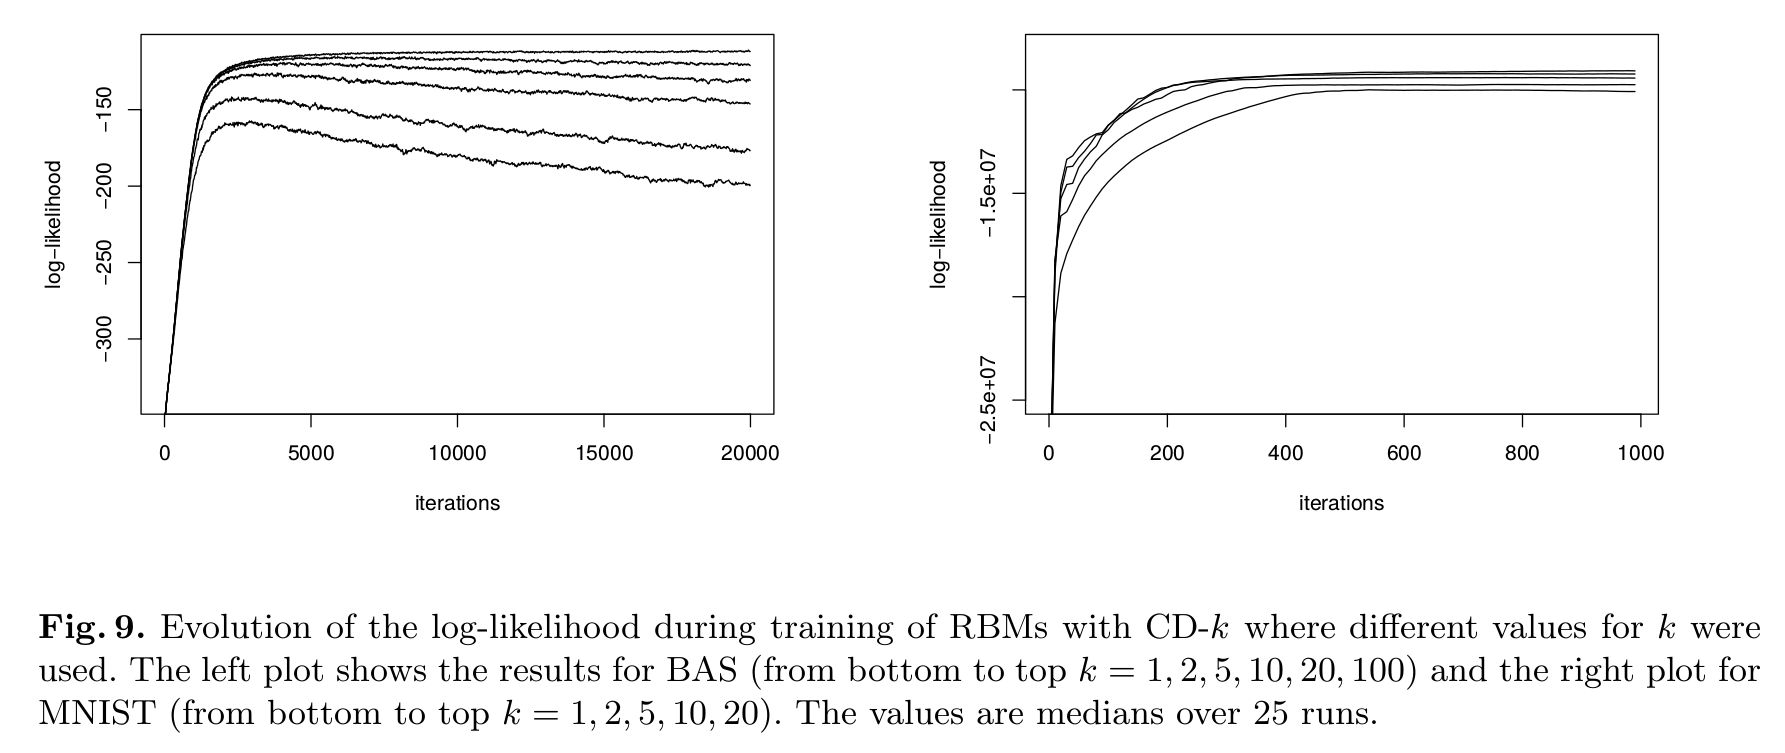 log−likelihood
−150
−200
−250
−300
0 5000 10000 15000 20000
iterations
log−likelihood
−1.5e+07
−2.5e+07
0 200 400 600 800 1000
iterations
Fig. 9. Evolution of the log-likelihood during training of RBMs with CD-k where different values for k were
used. The left plot shows the results for BAS (from bottom to top k = 1, 2, 5, 10, 20, 100) and the right plot for
MNIST (from bottom to top k = 1, 2, 5, 10, 20). The values are medians over 25 runs.